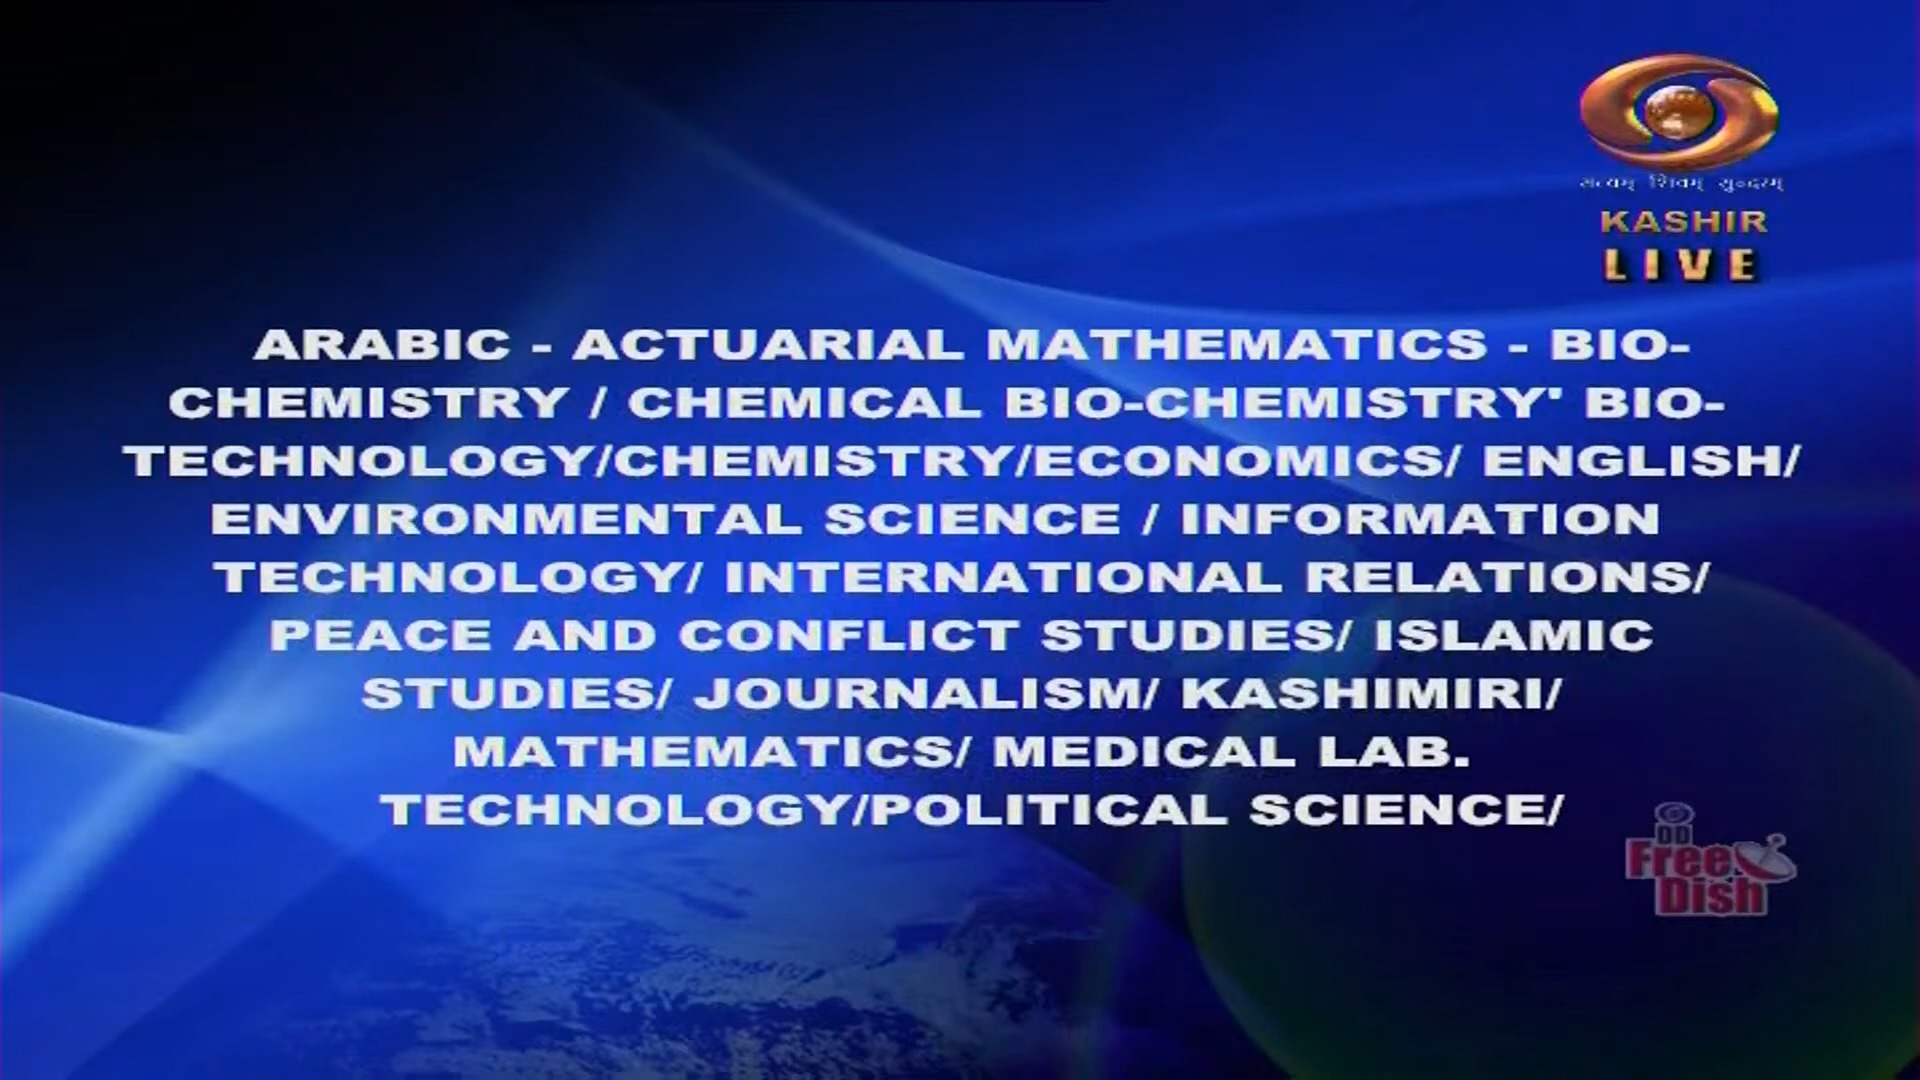 सत्यम् शिवम् सुन्दरम्
KASHIR
LIVE
ARABIC - ACTUARIAL MATHEMATICS - BIO-
CHEMISTRY / CHEMICAL BIO-CHEMISTRY' BIO-
TECHNOLOGY/CHEMISTRY/ECONOMICS/ ENGLISH/
ENVIRONMENTAL SCIENCE / INFORMATION
TECHNOLOGY/ INTERNATIONAL RELATIONS/
PEACE AND CONFLICT STUDIES/ ISLAMIC
STUDIES/ JOURNALISM/ KASHIMIRI/
MATHEMATICS/ MEDICAL LAB.
TECHNOLOGY/POLITICAL SCIENCE/
DD
Free
Dish